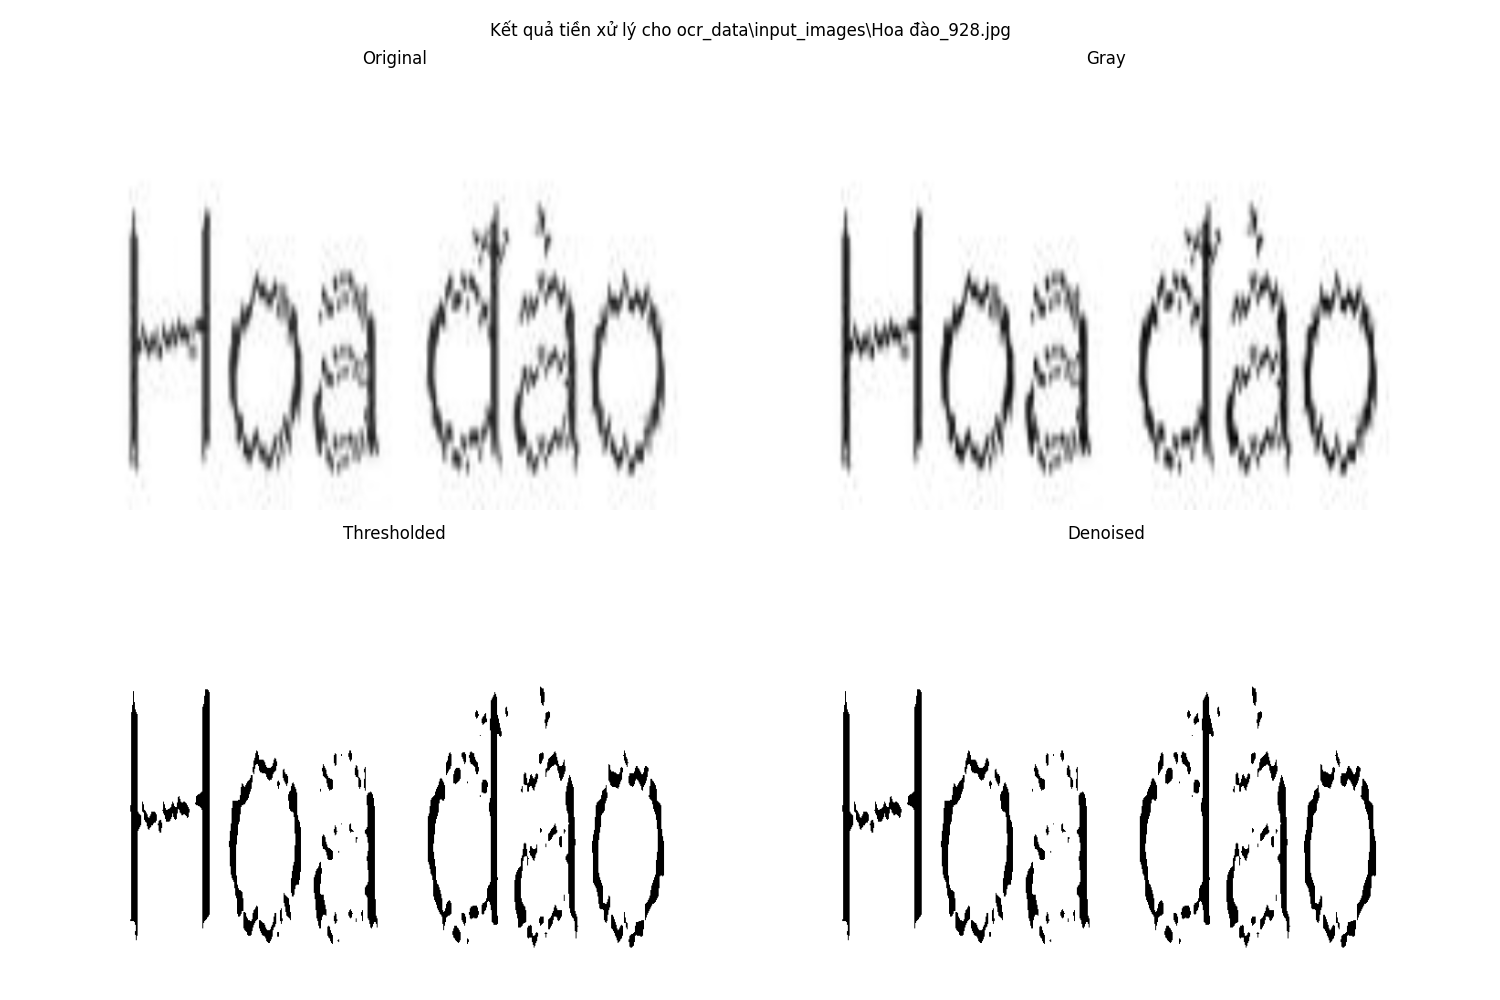 Kết quả tiền xử lý cho ocr_data\input_images\Hoa đào_928.jpg
Original
Gray
Hoa đào
Hoa đào
Thresholded
Denoised
Hoa đào
Hoa đào